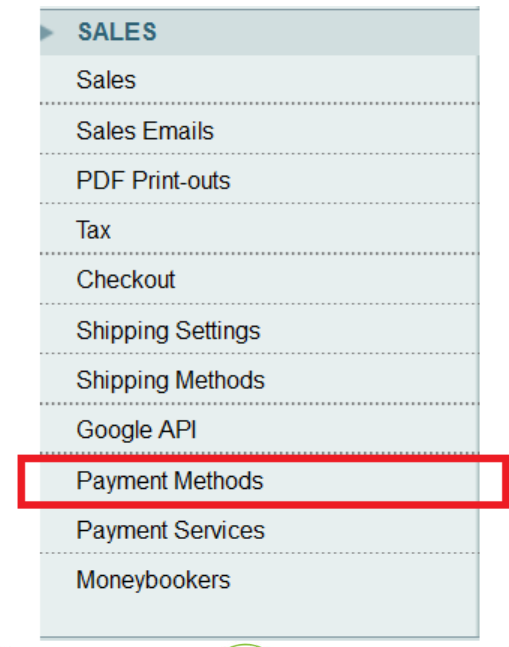 SALES
Sales
Sales Emails
PDF Print-outs
Tax
Checkout
Shipping Settings
Shipping Methods
Google API
Payment Methods
Payment Services
Moneybookers